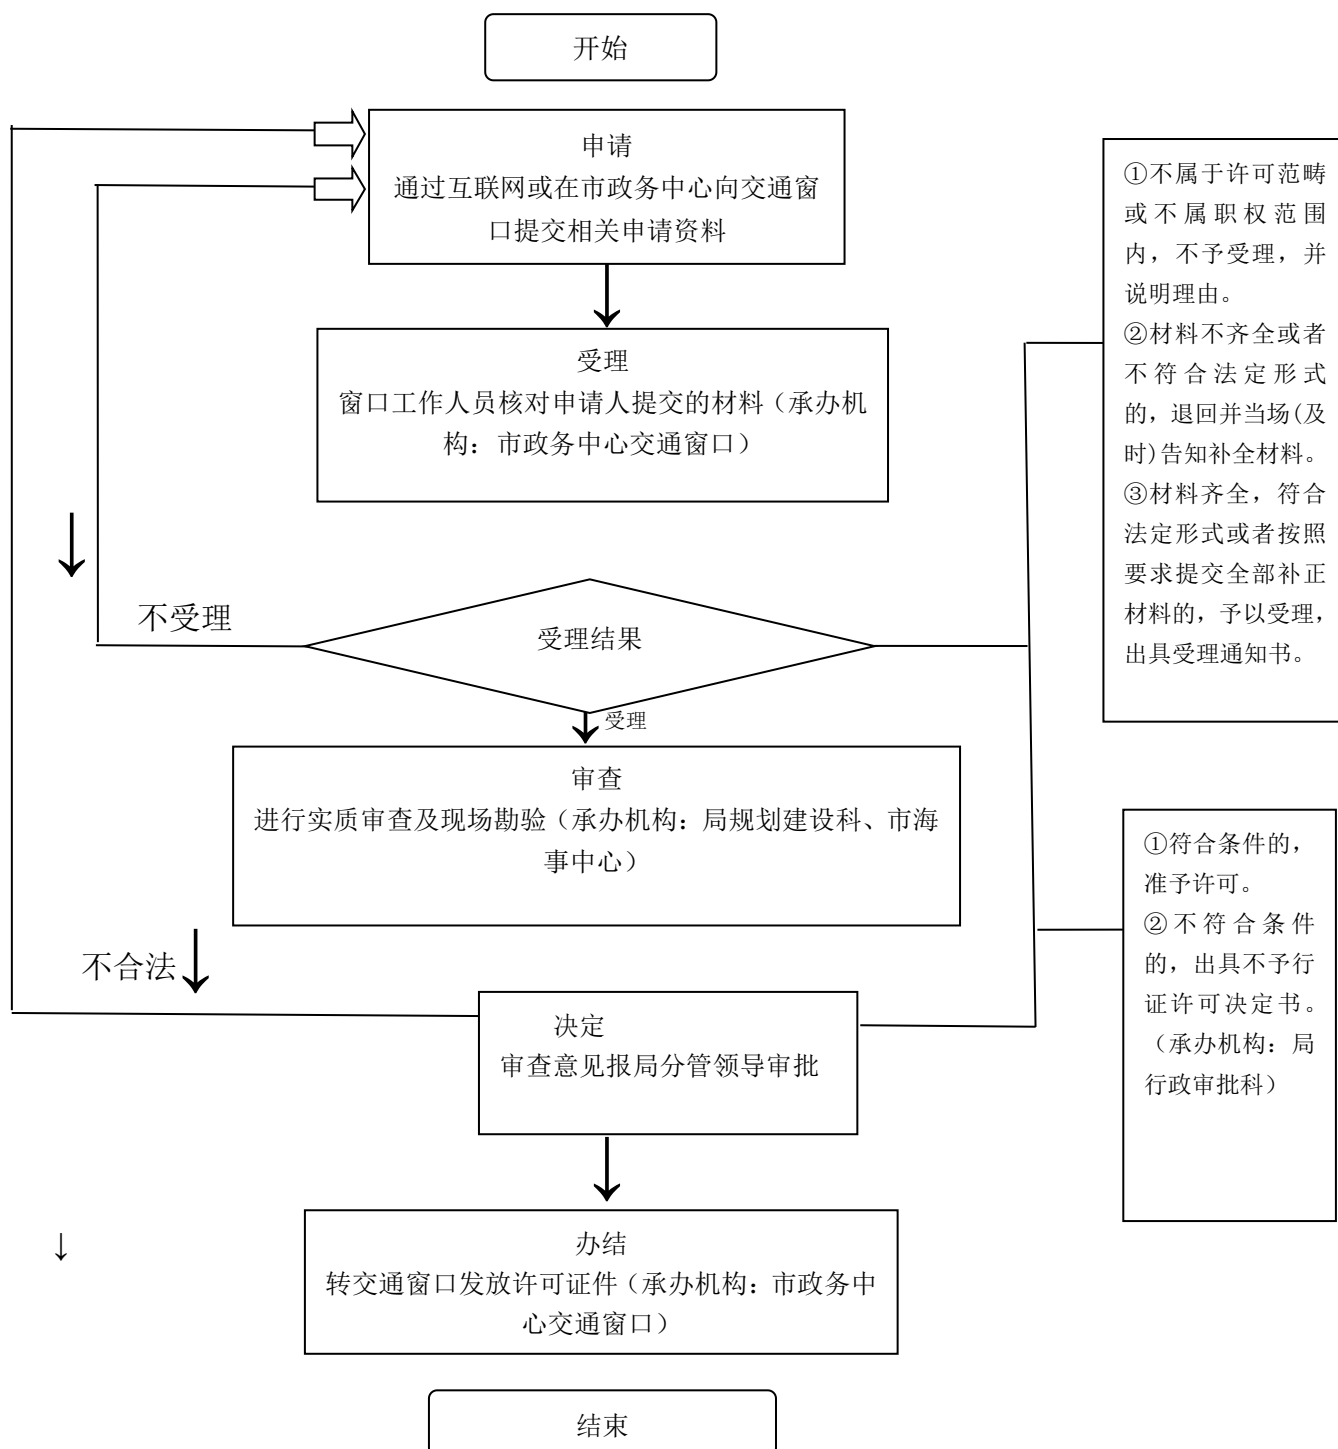 开始
申请
通过互联网或在市政务中心向交通窗
口提交相关申请资料
受理
窗口工作人员核对申请人提交的材料（承办机
构：市政务中心交通窗口）
①不属于许可范畴
或不属职权范围
内，不予受理，并
说明理由。
②材料不齐全或者
不符合法定形式
的，退回并当场(及
时)告知补全材料。
③材料齐全，符合
法定形式或者按照
要求提交全部补正
材料的，予以受理，
出具受理通知书。
不受理
受理结果
受理
审查
进行实质审查及现场勘验（承办机构：局规划建设科、市海
事中心）
①符合条件的，
准予许可。
②不符合条件
的，出具不予行
证许可决定书。
（承办机构：局
行政审批科）
不合法
决定
审查意见报局分管领导审批
办结
转交通窗口发放许可证件（承办机构：市政务中
心交通窗口）
结束